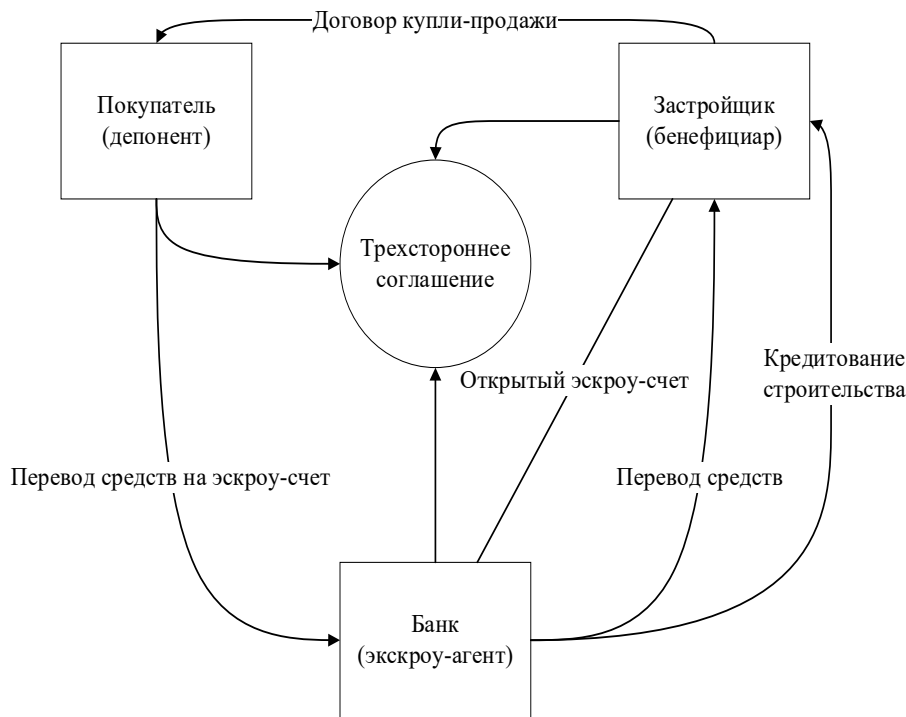 Договор купли-продажи
Покупатель
(депонент)
Застройщик
(бенефициар)
Трехстороннее
соглашение
Открытый эскроу-счет
Кредитование
строительства
Перевод средств на эскроу-счет
Перевод средств
Банк
(экскроу-агент)